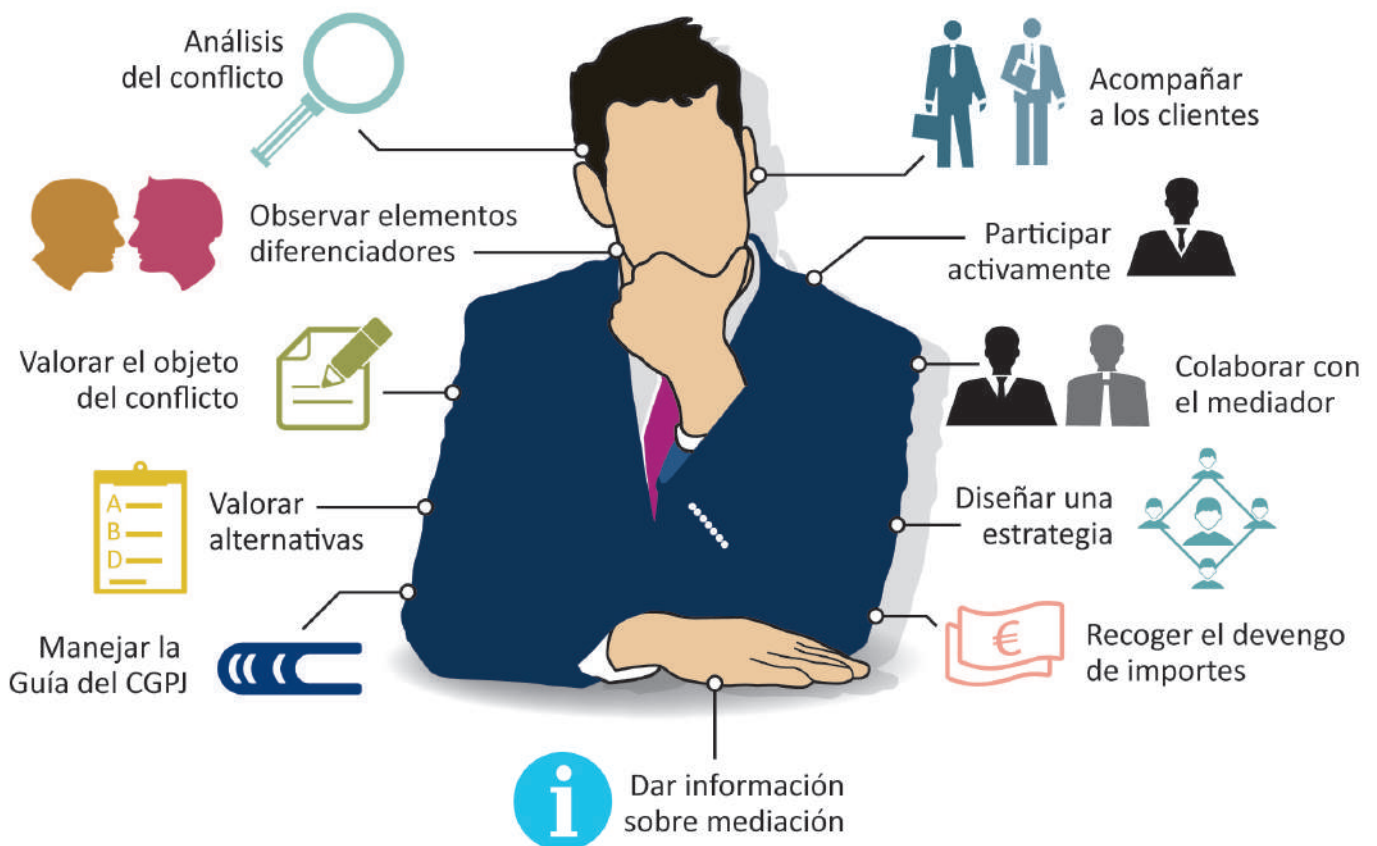 Análisis
del conflicto
Observar elementos
diferenciadores
Valorar el objeto
del conflicto
A
B
D
Valorar
alternativas
Manejar la
Guía del CGPJ
Acompañar
a los clientes
Participar
activamente
Colaborar con
el mediador
Diseñar una
estrategia
€
Recoger el devengo
de importes
i
Dar información
sobre mediación